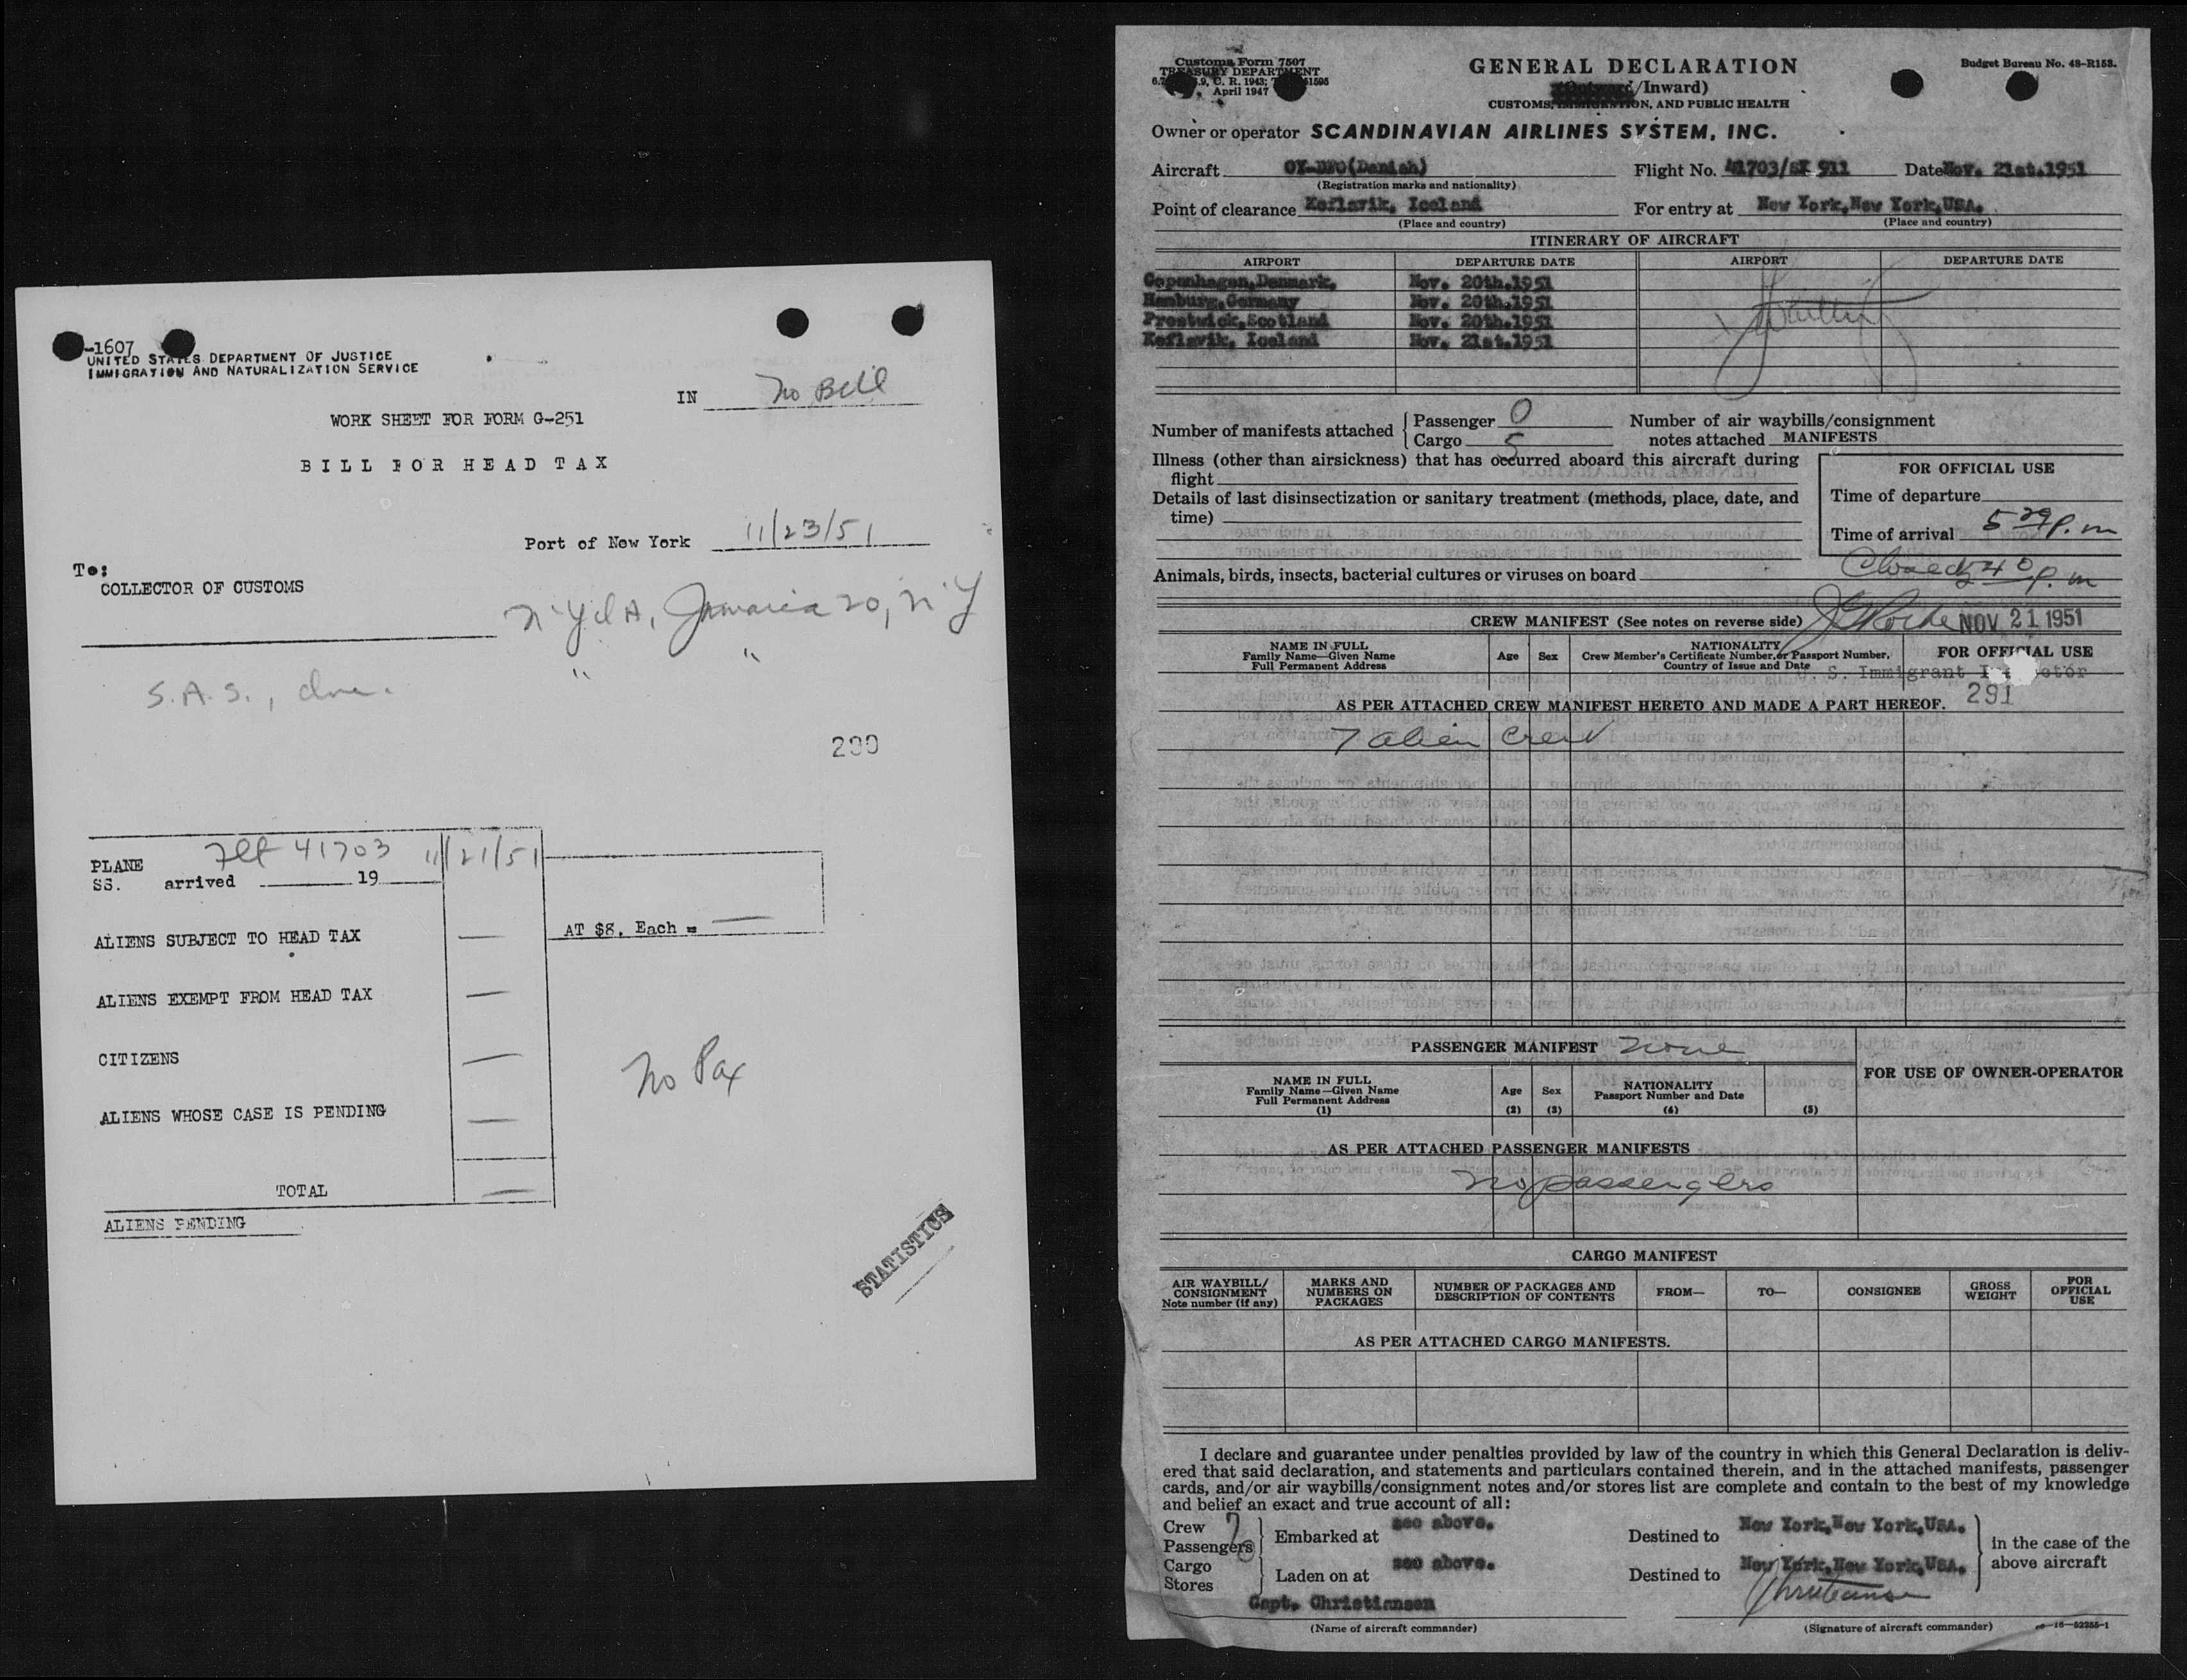 -1607
UNITED STATES DEPARTMENT OF JUSTICE
IMMIGRATION AND NATURALIZATION SERVICE
IN No Bill
WORK SHEET FOR FORM G-251
BILL FOR HEAD TAX
Port of New York 11/23/51
To:
COLLECTOR OF CUSTOMS
N.Y.I.A., Jamaica 20, N.Y
" "
S.A.S., Inc.
290
PLANE Flt 41703 11/21/51
SS. arrived 19
AT $8. Each = —
ALIENS SUBJECT TO HEAD TAX —
ALIENS EXEMPT FROM HEAD TAX —
CITIZENS —
No Pax
ALIENS WHOSE CASE IS PENDING —
TOTAL —
ALIENS PENDING
STATISTICS
Customs Form 7507
TREASURY DEPARTMENT
C. R. 1943; 51595
April 1947
GENERAL DECLARATION
Budget Bureau No. 48-R153.
/Inward)
CUSTOMS, IMMIGRATION, AND PUBLIC HEALTH
Owner or operator SCANDINAVIAN AIRLINES SYSTEM, INC.
Aircraft (Danish) Flight No. 41703/SK 911 Date Nov. 21st.1951
(Registration marks and nationality)
Point of clearance Keflavik, Iceland For entry at New York,New York,USA.
(Place and country) (Place and country)
ITINERARY OF AIRCRAFT
AIRPORT DEPARTURE DATE AIRPORT DEPARTURE DATE
Copenhagen,Denmark, Nov. 20th.1951
Hamburg,Germany Nov. 20th.1951
Prestwick,Scotland Nov. 20th.1951
Keflavik, Iceland Nov. 21st.1951
Number of manifests attached { Passenger 0 Cargo 5
Number of air waybills/consignment
notes attached MANIFESTS
Illness (other than airsickness) that has occurred aboard this aircraft during
flight
Details of last disinsectization or sanitary treatment (methods, place, date, and
time)
FOR OFFICIAL USE
Time of departure
Time of arrival 5 29 P.m
Animals, birds, insects, bacterial cultures or viruses on board
Closed 5 40 p.m
CREW MANIFEST (See notes on reverse side) NOV 21 1951
NAME IN FULL
Family Name—Given Name
Full Permanent Address
Age Sex
NATIONALITY
Crew Member's Certificate Number,or Passport Number,
Country of Issue and Date
FOR OFFICIAL USE
U. S. Immigrant Inspector
291
AS PER ATTACHED CREW MANIFEST HERETO AND MADE A PART HEREOF.
7 alien crew
PASSENGER MANIFEST None
NAME IN FULL
Family Name—Given Name
Full Permanent Address
(1)
Age
(2)
Sex
(3)
NATIONALITY
Passport Number and Date
(4)
(5)
FOR USE OF OWNER-OPERATOR
AS PER ATTACHED PASSENGER MANIFESTS
No passengers
CARGO MANIFEST
AIR WAYBILL/
CONSIGNMENT
Note number (if any)
MARKS AND
NUMBERS ON
PACKAGES
NUMBER OF PACKAGES AND
DESCRIPTION OF CONTENTS
FROM— TO— CONSIGNEE
GROSS
WEIGHT
FOR
OFFICIAL
USE
AS PER ATTACHED CARGO MANIFESTS.
I declare and guarantee under penalties provided by law of the country in which this General Declaration is deliv-
ered that said declaration, and statements and particulars contained therein, and in the attached manifests, passenger
cards, and/or air waybills/consignment notes and/or stores list are complete and contain to the best of my knowledge
and belief an exact and true account of all:
Crew 7
Passengers 0
Embarked at see above. Destined to New York,New York,USA.
Cargo
Stores
Laden on at see above. Destined to New York,New York,USA.
in the case of the
above aircraft
Capt. Christiansen Christiansen
(Name of aircraft commander) (Signature of aircraft commander) 16—52255-1